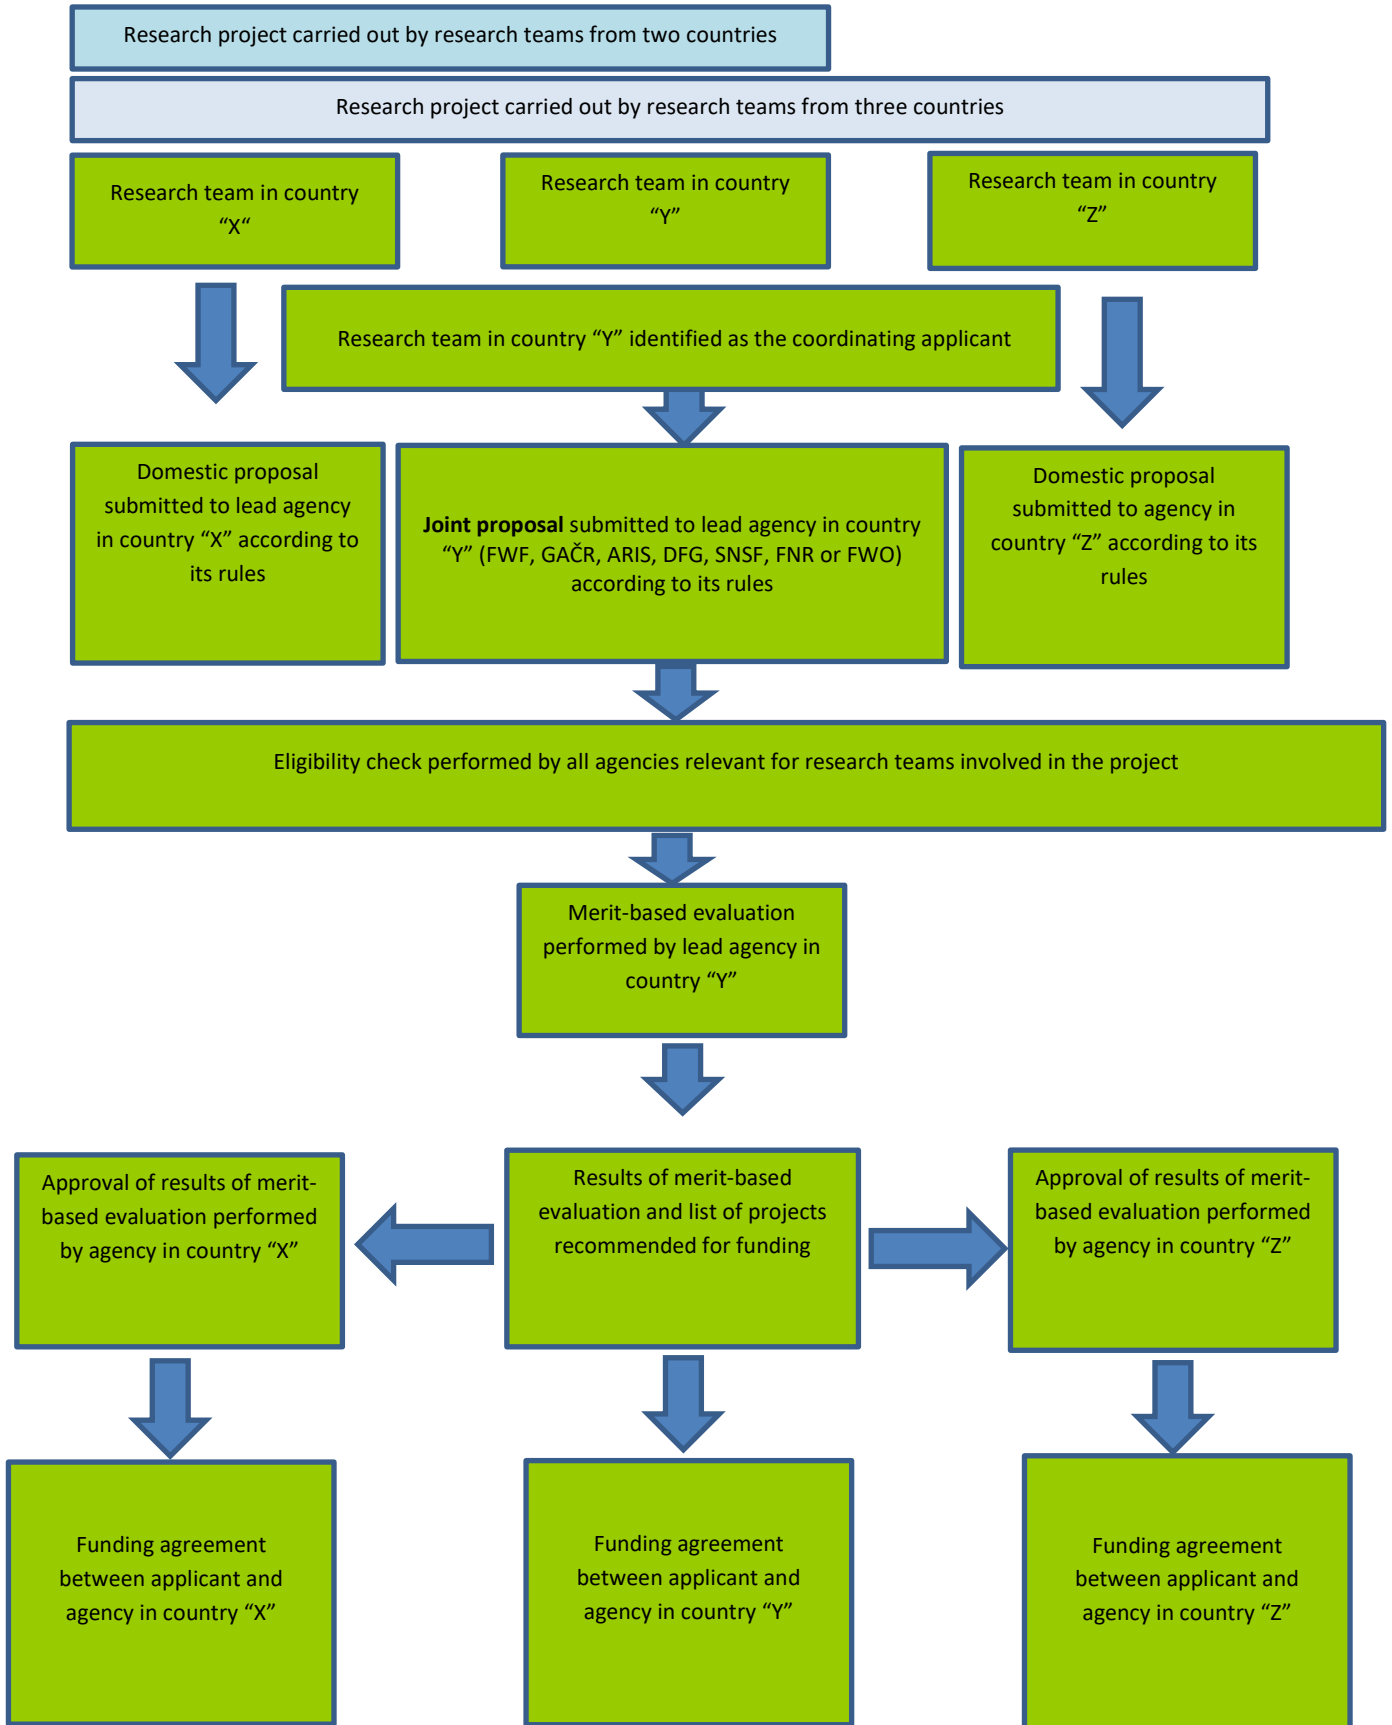 Research project carried out by research teams from two countries
Research project carried out by research teams from three countries
Research team in country
“X“
Research team in country
“Y”
Research team in country
“Z”
Research team in country “Y” identified as the coordinating applicant
Domestic proposal
submitted to lead agency
in country “X” according to
its rules
Joint proposal submitted to lead agency in country
“Y” (FWF, GAČR, ARIS, DFG, SNSF, FNR or FWO)
according to its rules
Domestic proposal
submitted to agency in
country “Z” according to its
rules
Eligibility check performed by all agencies relevant for research teams involved in the project
Merit-based evaluation
performed by lead agency in
country “Y”
Approval of results of merit-
based evaluation performed
by agency in country “X”
Results of merit-based
evaluation and list of projects
recommended for funding
Approval of results of merit-
based evaluation performed
by agency in country “Z”
Funding agreement
between applicant and
agency in country “X”
Funding agreement
between applicant and
agency in country “Y”
Funding agreement
between applicant and
agency in country “Z”